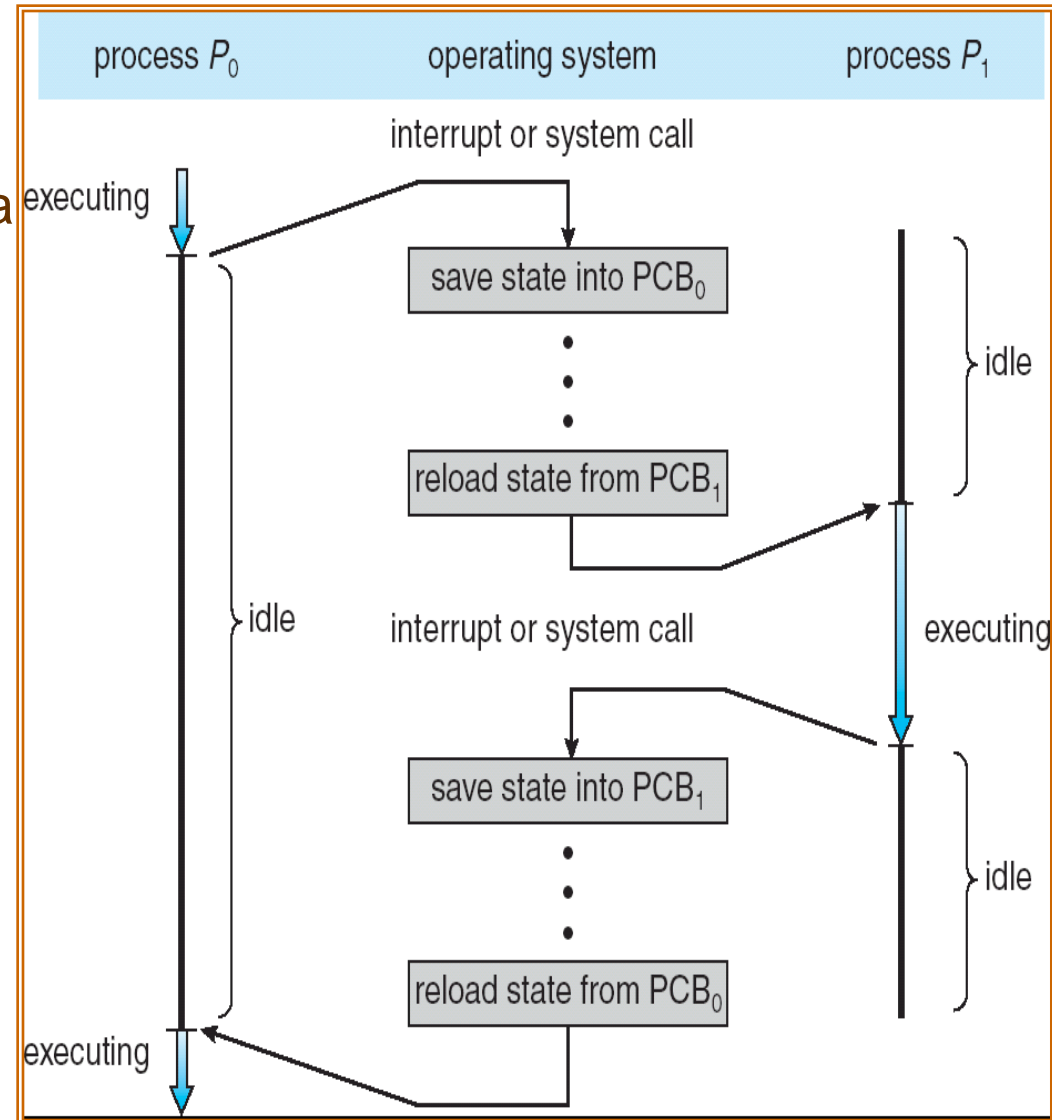 process P₀ operating system process P₁
interrupt or system call
a executing
save state into PCB₀
idle
reload state from PCB₁
idle
interrupt or system call executing
save state into PCB₁
idle
reload state from PCB₀
executing